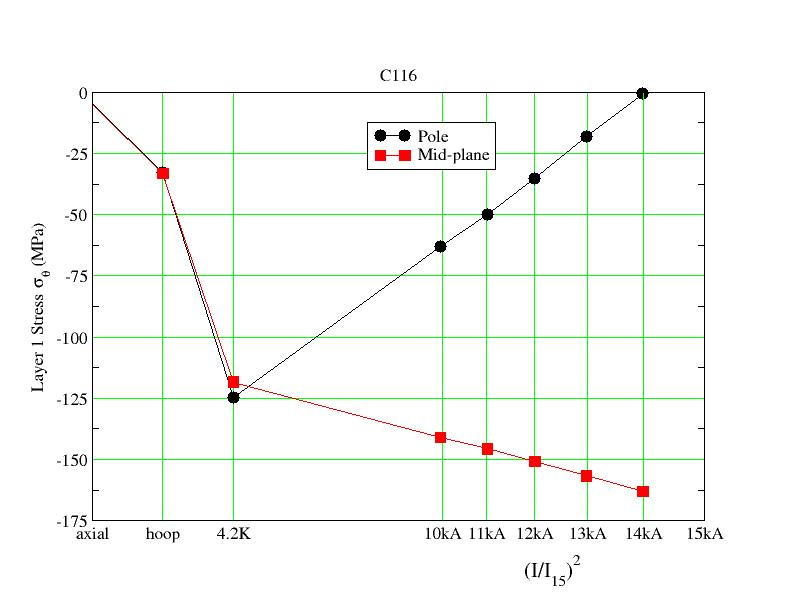 C116
Pole
Mid-plane
0
-25
-50
-75
-100
-125
-150
-175
Layer 1 Stress σθ (MPa)
axial hoop 4.2K 10kA 11kA 12kA 13kA 14kA 15kA
(I/I15)2